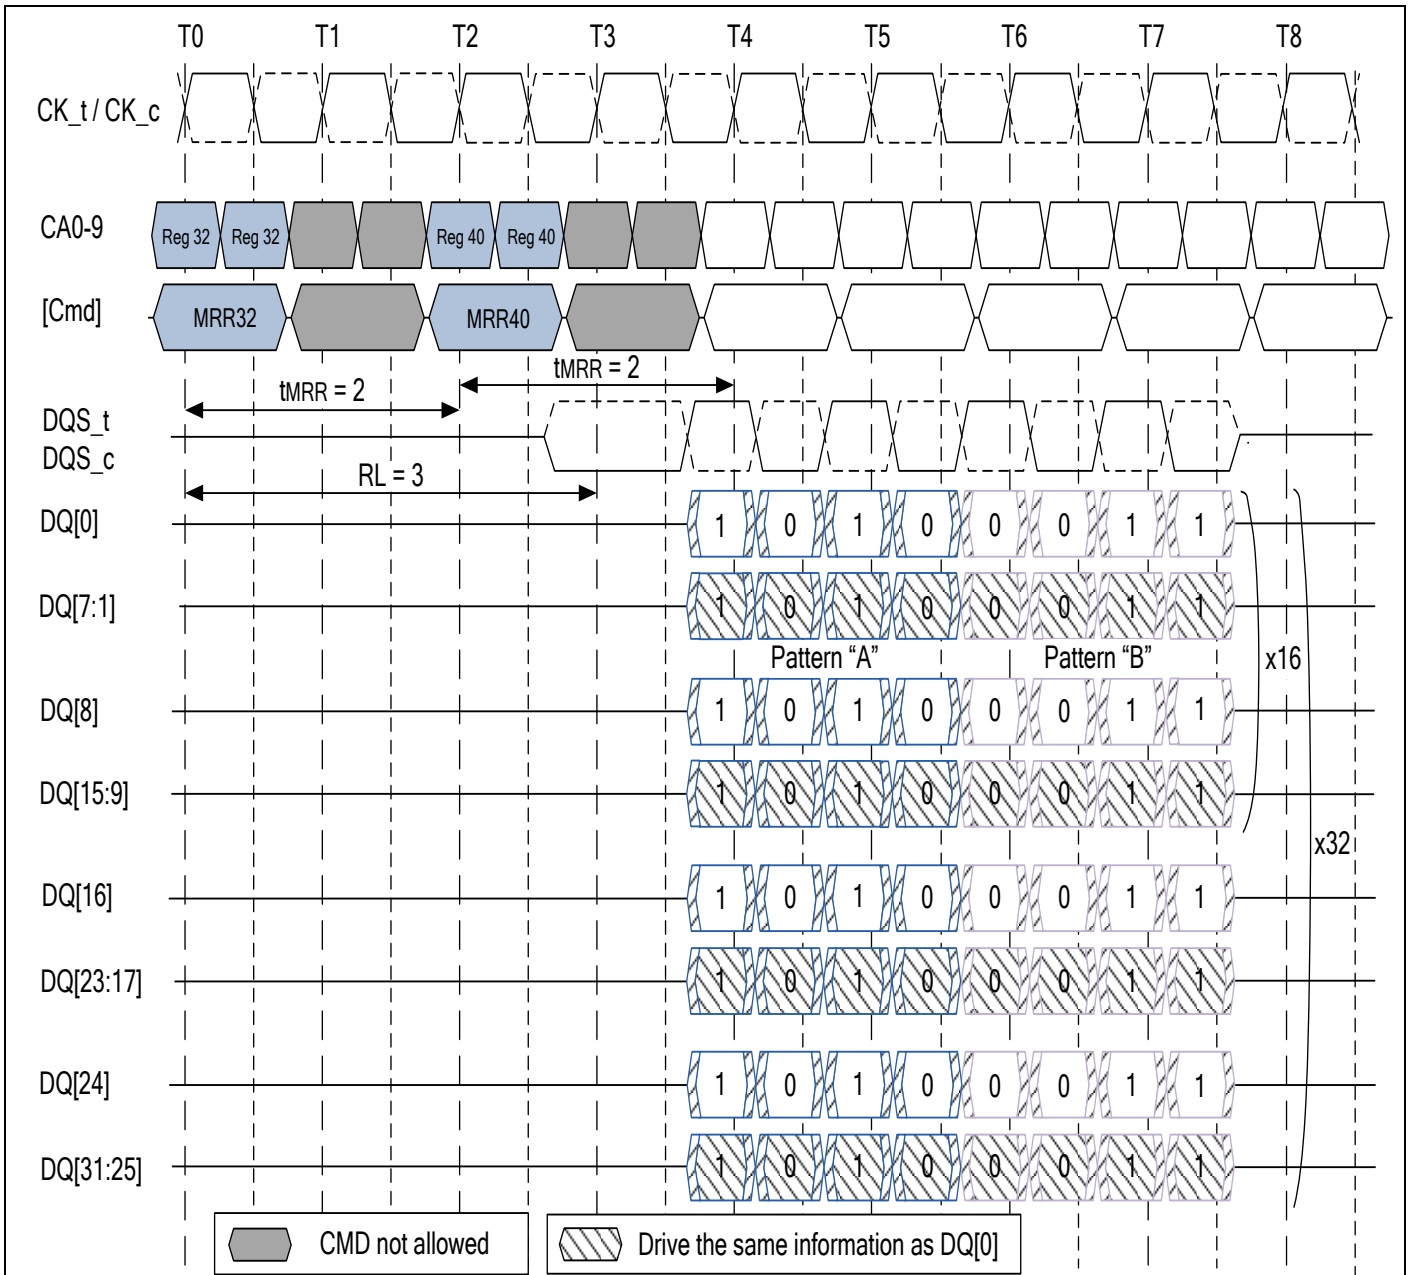 T0 T1 T2 T3 T4 T5 T6 T7 T8
CK_t / CK_c
CA0-9 Reg 32 Reg 32 Reg 40 Reg 40
[Cmd] MRR32 MRR40
tMRR = 2 tMRR = 2
DQS_t
DQS_c
RL = 3
DQ[0] 1 0 1 0 0 0 1 1
DQ[7:1] 1 0 1 0 0 0 1 1
Pattern “A” Pattern “B” x16
DQ[8] 1 0 1 0 0 0 1 1
DQ[15:9] 1 0 1 0 0 0 1 1
x32
DQ[16] 1 0 1 0 0 0 1 1
DQ[23:17] 1 0 1 0 0 0 1 1
DQ[24] 1 0 1 0 0 0 1 1
DQ[31:25] 1 0 1 0 0 0 1 1
CMD not allowed Drive the same information as DQ[0]